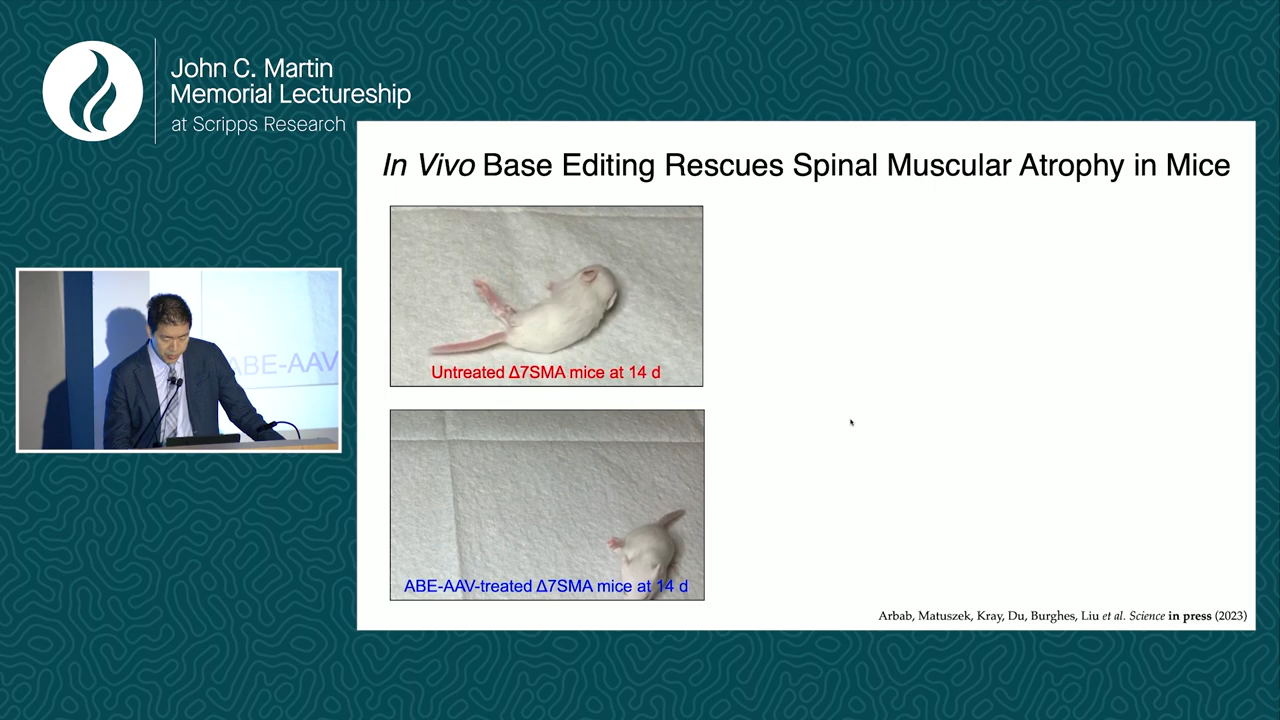 John C. Martin
Memorial Lectureship
at Scripps Research
In Vivo Base Editing Rescues Spinal Muscular Atrophy in Mice
Untreated Δ7SMA mice at 14 d
ABE-AAV
ABE-AAV-treated Δ7SMA mice at 14 d
Arbab, Matuszek, Kray, Du, Burghes, Liu et al. Science in press (2023)